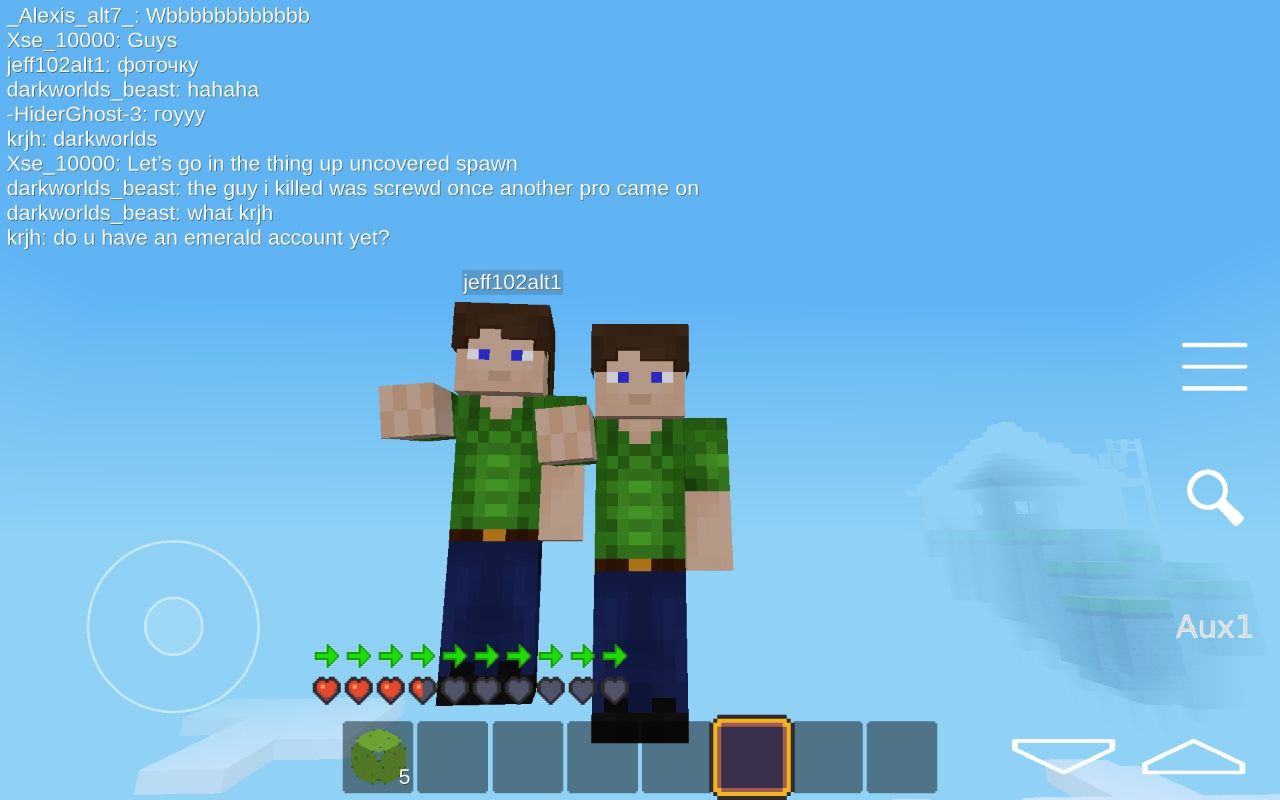 _Alexis_alt7_: Wbbbbbbbbbbbb
Xse_10000: Guys
jeff102alt1: фоточку
darkworlds_beast: hahaha
-HiderGhost-3: гоууу
krjh: darkworlds
Xse_10000: Let's go in the thing up uncovered spawn
darkworlds_beast: the guy i killed was screwd once another pro came on
darkworlds_beast: what krjh
krjh: do u have an emerald account yet?
jeff102alt1
Aux1
5